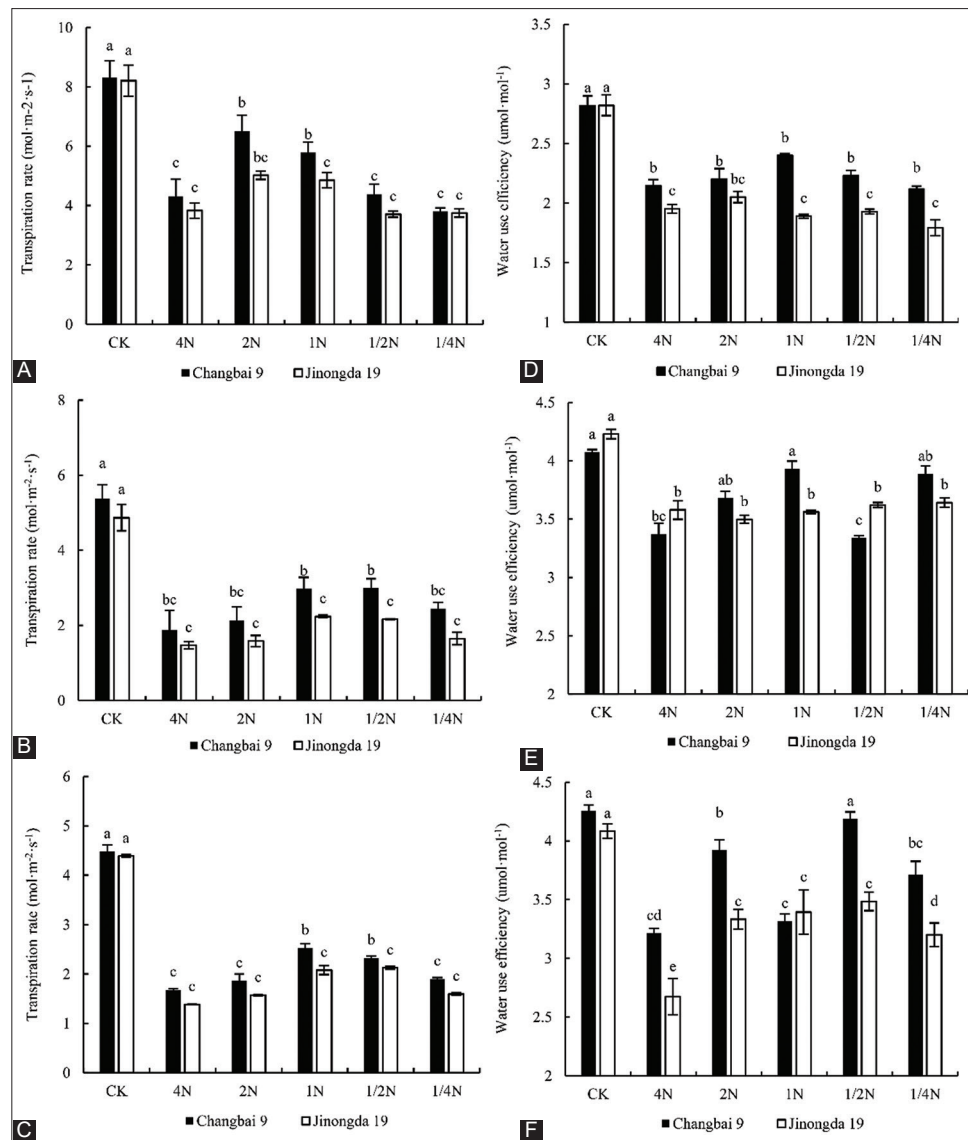 Transpiration rate (mol·m-2·s-1)
10
8
6
4
2
0
a a
c c
b bc
b c
c c
c c
CK 4N 2N 1N 1/2N 1/4N
■Changbai 9 □Jinongda 19
A
Water use efficiency (umol·mol-1)
3.5
3
2.5
2
1.5
1
a a
b c
b bc
b c
b c
b c
CK 4N 2N 1N 1/2N 1/4N
■Changbai 9 □Jinongda 19
D
Transpiration rate (mol·m-2·s-1)
8
6
4
2
0
a a
bc c
bc c
b c
b c
bc c
CK 4N 2N 1N 1/2N 1/4N
■Changbai 9 □Jinongda 19
B
Water use efficiency (umol·mol-1)
4.5
4
3.5
3
2.5
2
a a
bc b
ab b
a b
c b
ab b
CK 4N 2N 1N 1/2N 1/4N
■Changbai 9 □Jinongda 19
E
Transpiration rate (mol·m-2·s-1)
6
5
4
3
2
1
0
a a
c c
c c
b c
b c
c c
CK 4N 2N 1N 1/2N 1/4N
■Changbai 9 □Jinongda 19
C
Water use efficiency (umol·mol-1)
4.5
4
3.5
3
2.5
2
a a
cd e
b c
c c
a c
bc d
CK 4N 2N 1N 1/2N 1/4N
■Changbai 9 □Jinongda 19
F